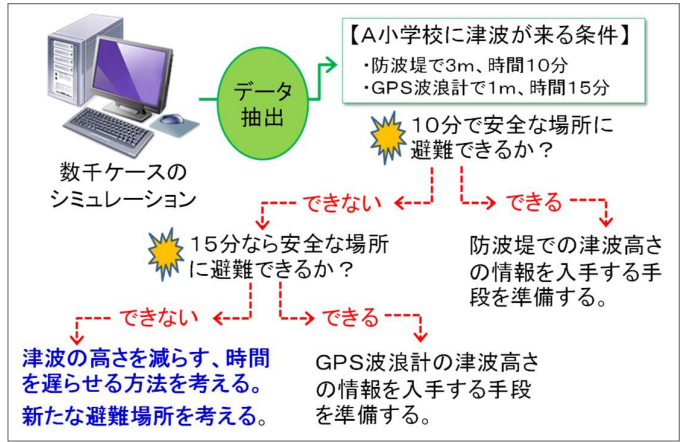 数千ケースの
シミュレーション
データ
抽出
【A小学校に津波が来る条件】
・防波堤で3m、時間10分
・GPS波浪計で1m、時間15分
10分で安全な場所に
避難できるか？
できない
できる
15分なら安全な場所
に避難できるか？
防波堤での津波高さ
の情報を入手する手
段を準備する。
できない
できる
津波の高さを減らす、時間
を遅らせる方法を考える。
新たな避難場所を考える。
GPS波浪計の津波高さ
の情報を入手する手段
を準備する。